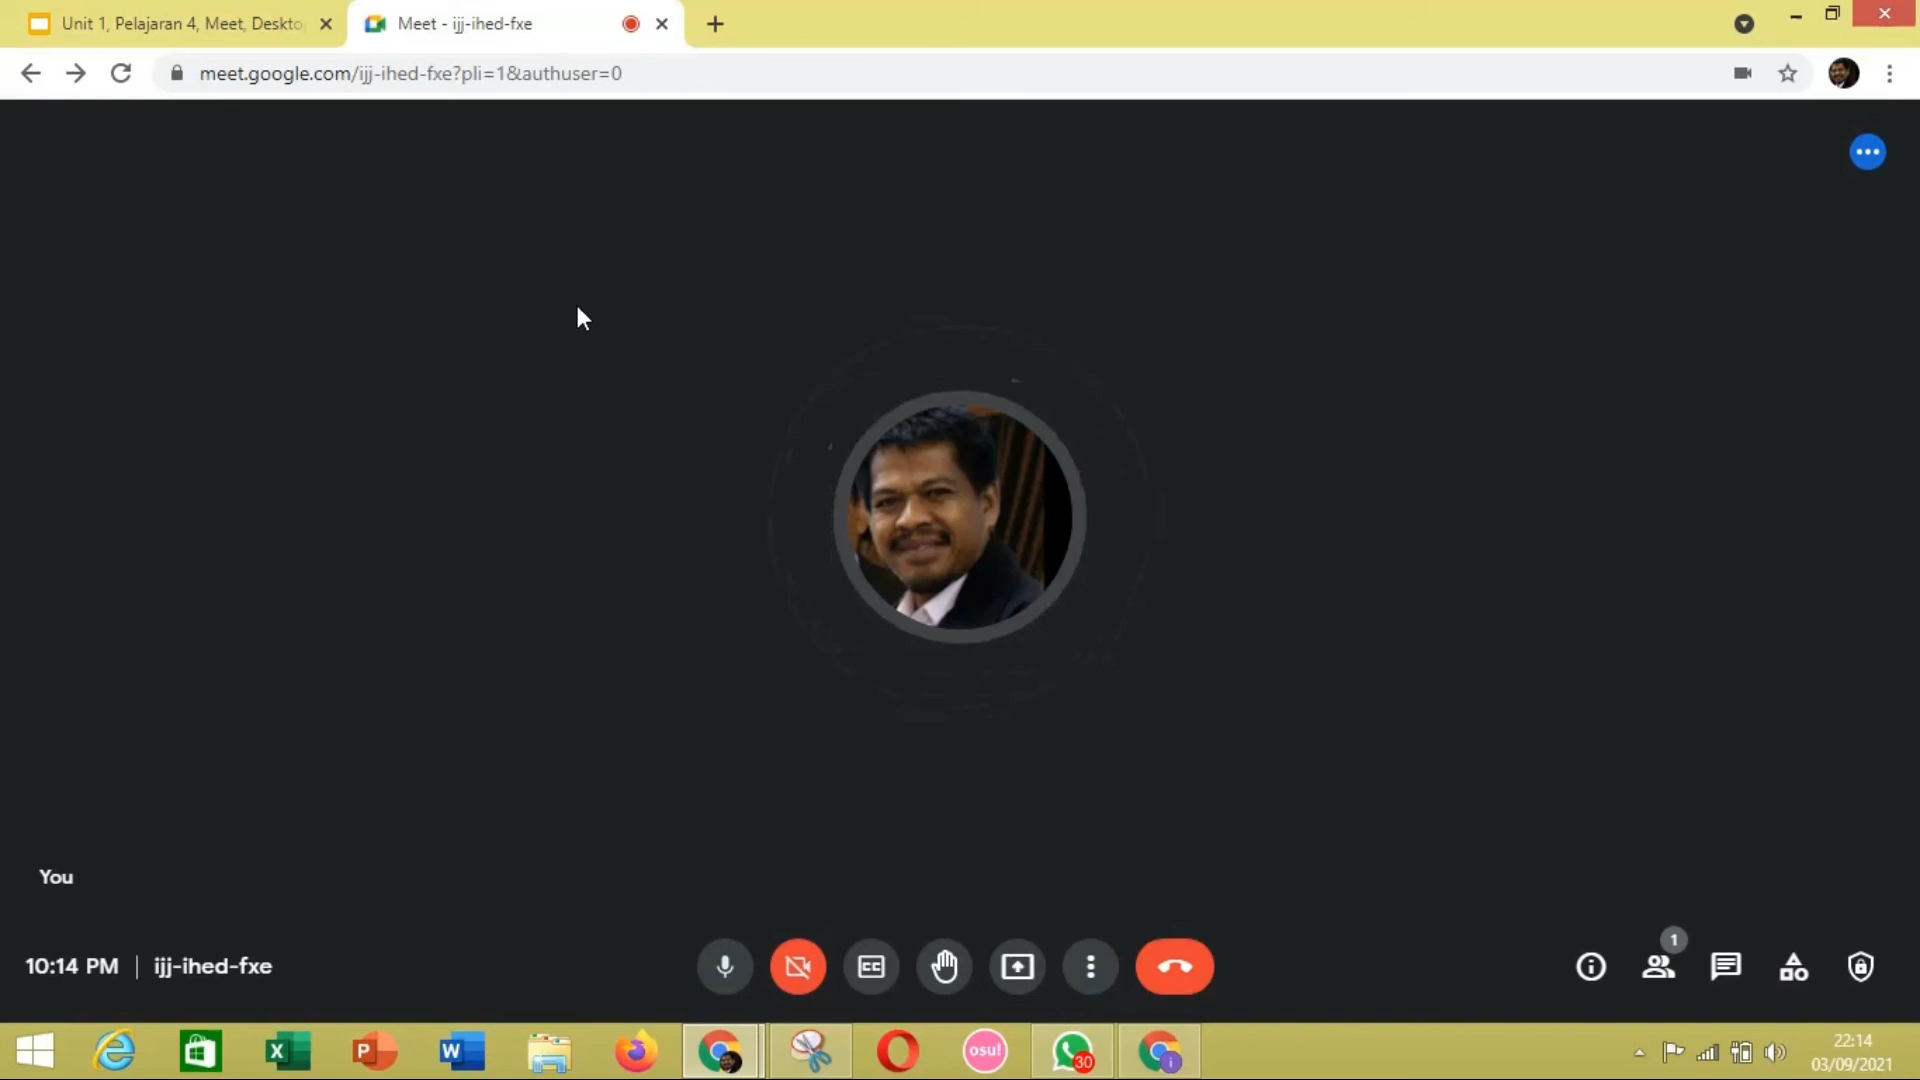 Unit 1, Pelajaran 4, Meet, Deskto
Meet - ijj-ihed-fxe
meet.google.com/ijj-ihed-fxe?pli=1&authuser=0
You
10:14 PM | ijj-ihed-fxe
CC
1
X
P
W
osu!
30
i
22:14
03/09/2021